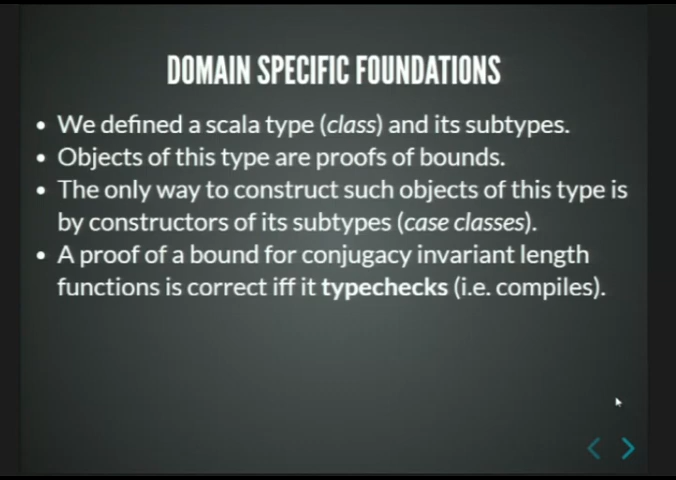 DOMAIN SPECIFIC FOUNDATIONS
• We defined a scala type (class) and its subtypes.
• Objects of this type are proofs of bounds.
• The only way to construct such objects of this type is
by constructors of its subtypes (case classes).
• A proof of a bound for conjugacy invariant length
functions is correct iff it typechecks (i.e. compiles).